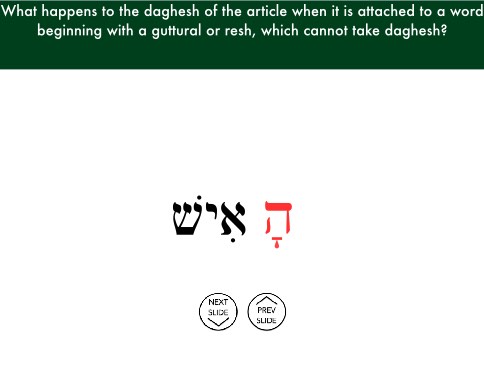 What happens to the daghesh of the article when it is attached to a word
beginning with a guttural or resh, which cannot take daghesh?
הָ אִישׁ
NEXT
SLIDE
PREV
SLIDE